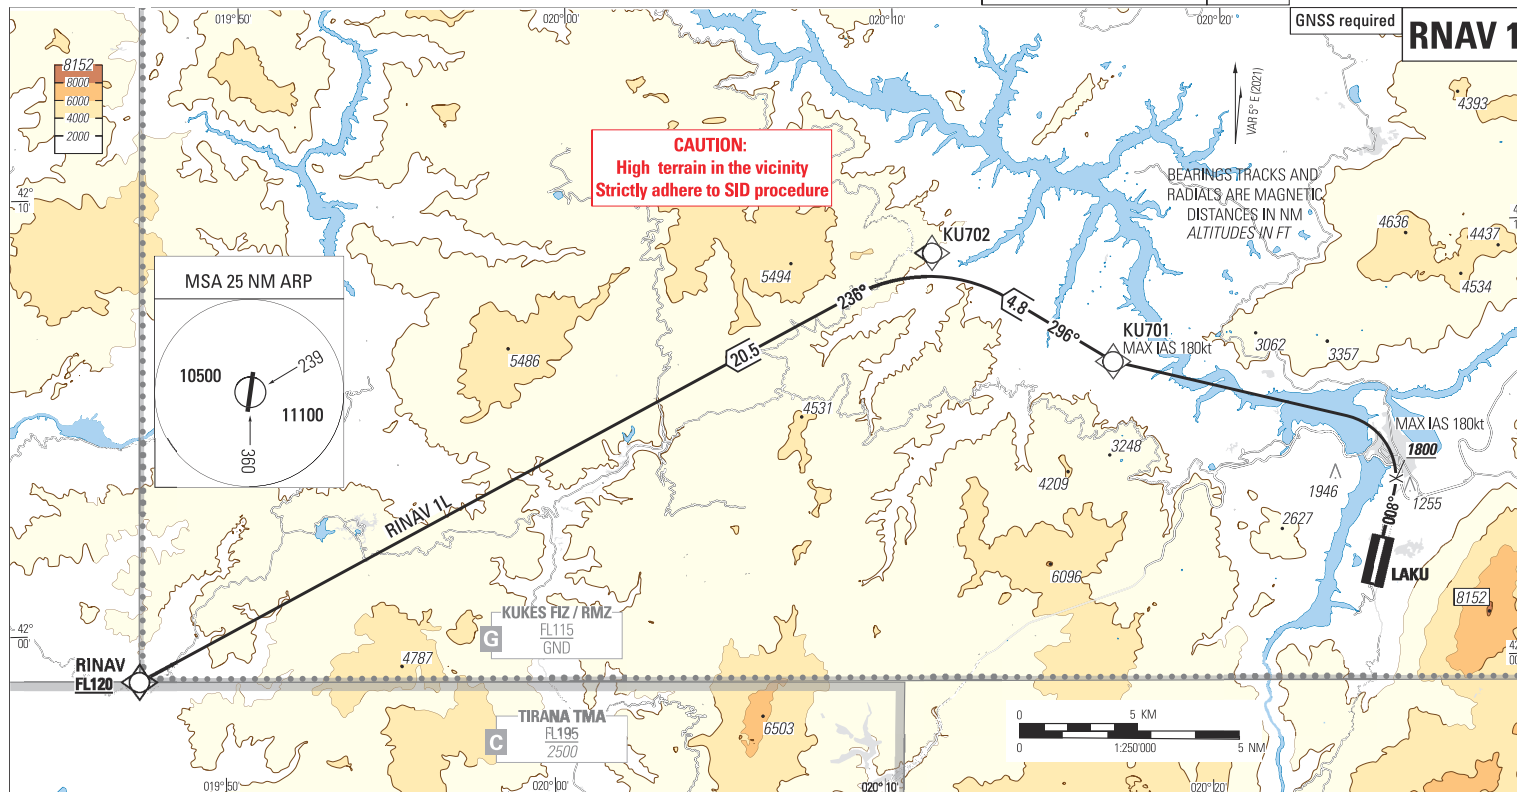 019°50'
020°00'
020°10'
020°20'
GNSS required
RNAV 1
8152
8000
6000
4000
2000
VAR 5° E (2021)
4393
CAUTION:
High terrain in the vicinity
Strictly adhere to SID procedure
BEARINGS TRACKS AND
RADIALS ARE MAGNETIC
DISTANCES IN NM
ALTITUDES IN FT
42°
10'
4636
4437
4534
KU702
MSA 25 NM ARP
10500
239
11100
360
5494
236°
4.8
296°
KU701
MAX IAS 180kt
3062
3357
5486
20.5
4531
MAX IAS 180kt
1800
3248
4209
1946
1255
2627
008°
RINAV 1L
LAKU
6096
8152
KUKES FIZ / RMZ
G
FL115
GND
42°
00'
42
00
RINAV
FL120
4787
TIRANA TMA
C
FL195
2500
6503
0
5 KM
0
1:250'000
5 NM
019°50'
020°00'
020°10'
020°20'